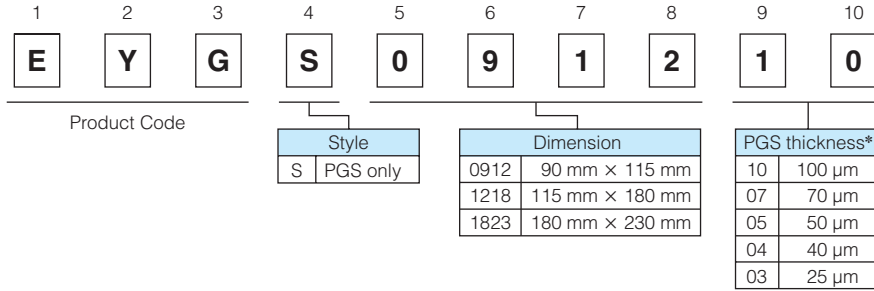 1 2 3 4 5 6 7 8 9 10
E Y G S 0 9 1 2 1 0
Product Code
Style
S PGS only
Dimension
0912 90 mm × 115 mm
1218 115 mm × 180 mm
1823 180 mm × 230 mm
PGS thickness*
10 100 µm
07 70 µm
05 50 µm
04 40 µm
03 25 µm